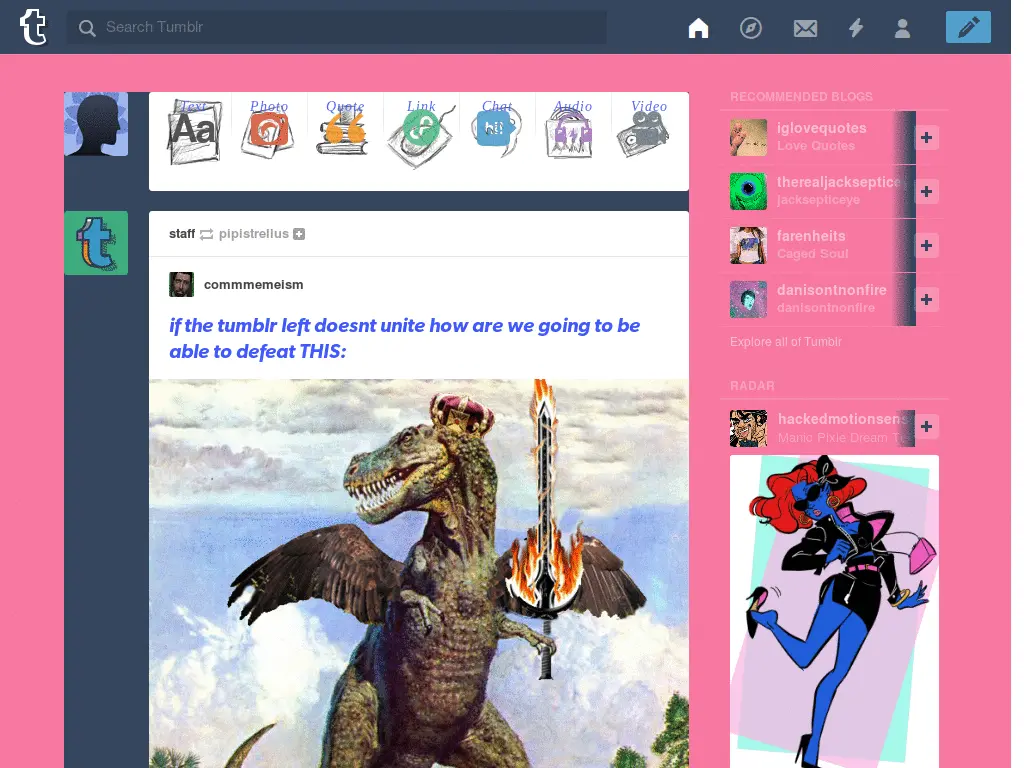 Search Tumblr
Text
Photo
Quote
Link
Chat
Audio
Video
Aa
hi!
staff pipistrellus
commmemeism
if the tumblr left doesnt unite how are we going to be
able to defeat THIS:
RECOMMENDED BLOGS
iglovequotes
Love Quotes
therealjacksepticе
jacksepticeye
farenheits
Caged Soul
danisontnonfire
danisontnonfire
Explore all of Tumblr
RADAR
hackedmotionsens
Manic Pixie Dream T